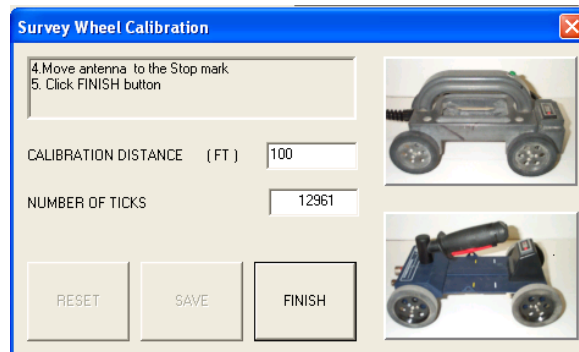 Survey Wheel Calibration
4.Move antenna  to the Stop mark
5. Click FINISH button
CALIBRATION DISTANCE    ( FT )    100
NUMBER OF TICKS    12961
RESET    SAVE    FINISH